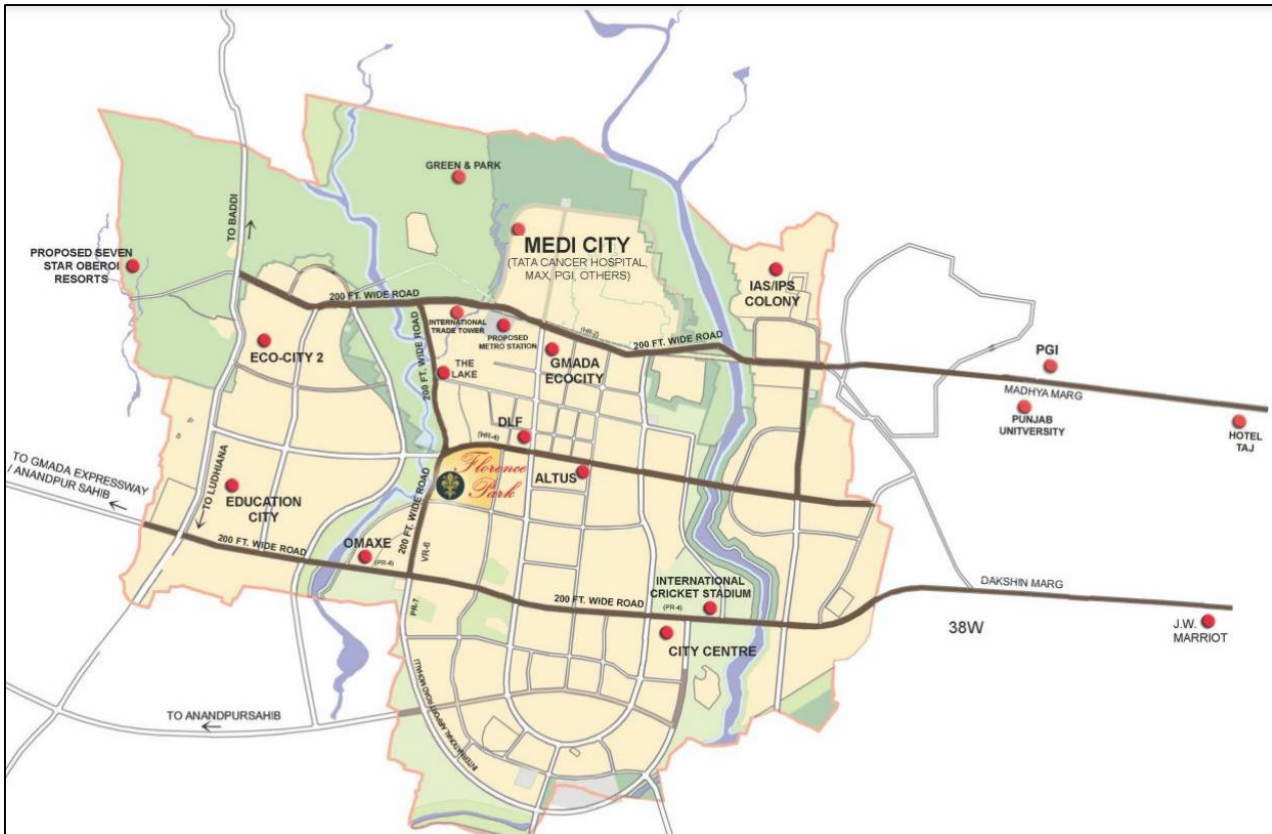 GREEN & PARK
TO BADDI
PROPOSED SEVEN
STAR OBEROI
RESORTS
MEDI CITY
(TATA CANCER HOSPITAL,
MAX, PGI, OTHERS)
IAS/IPS
COLONY
200 FT. WIDE ROAD
INTERNATIONAL
TRADE TOWER
PROPOSED
METRO STATION
(HR-2)
200 FT. WIDE ROAD
200 FT. WIDE ROAD
ECO-CITY 2
THE
LAKE
GMADA
ECOCITY
PGI
MADHYA MARG
PUNJAB
UNITVERSITY
HOTEL
TAJ
DLF
(HR-4)
TO GMADA EXPRESSWAY
/ ANANDPUR SAHIB
TO LUDHIANA
EDUCATION
CITY
Florence
Park
ALTUS
200 FT. WIDE ROAD
VR-6
200 FT. WIDE ROAD
OMAXE
(PR-4)
INTERNATIONAL
CRICKET STADIUM
200 FT. WIDE ROAD
(PR-4)
DAKSHIN MARG
PR-7
38W
J.W.
MARRIOT
CITY CENTRE
TO ANANDPURSAHIB
INTERNATIONAL AIRPORT ROAD MOHALI